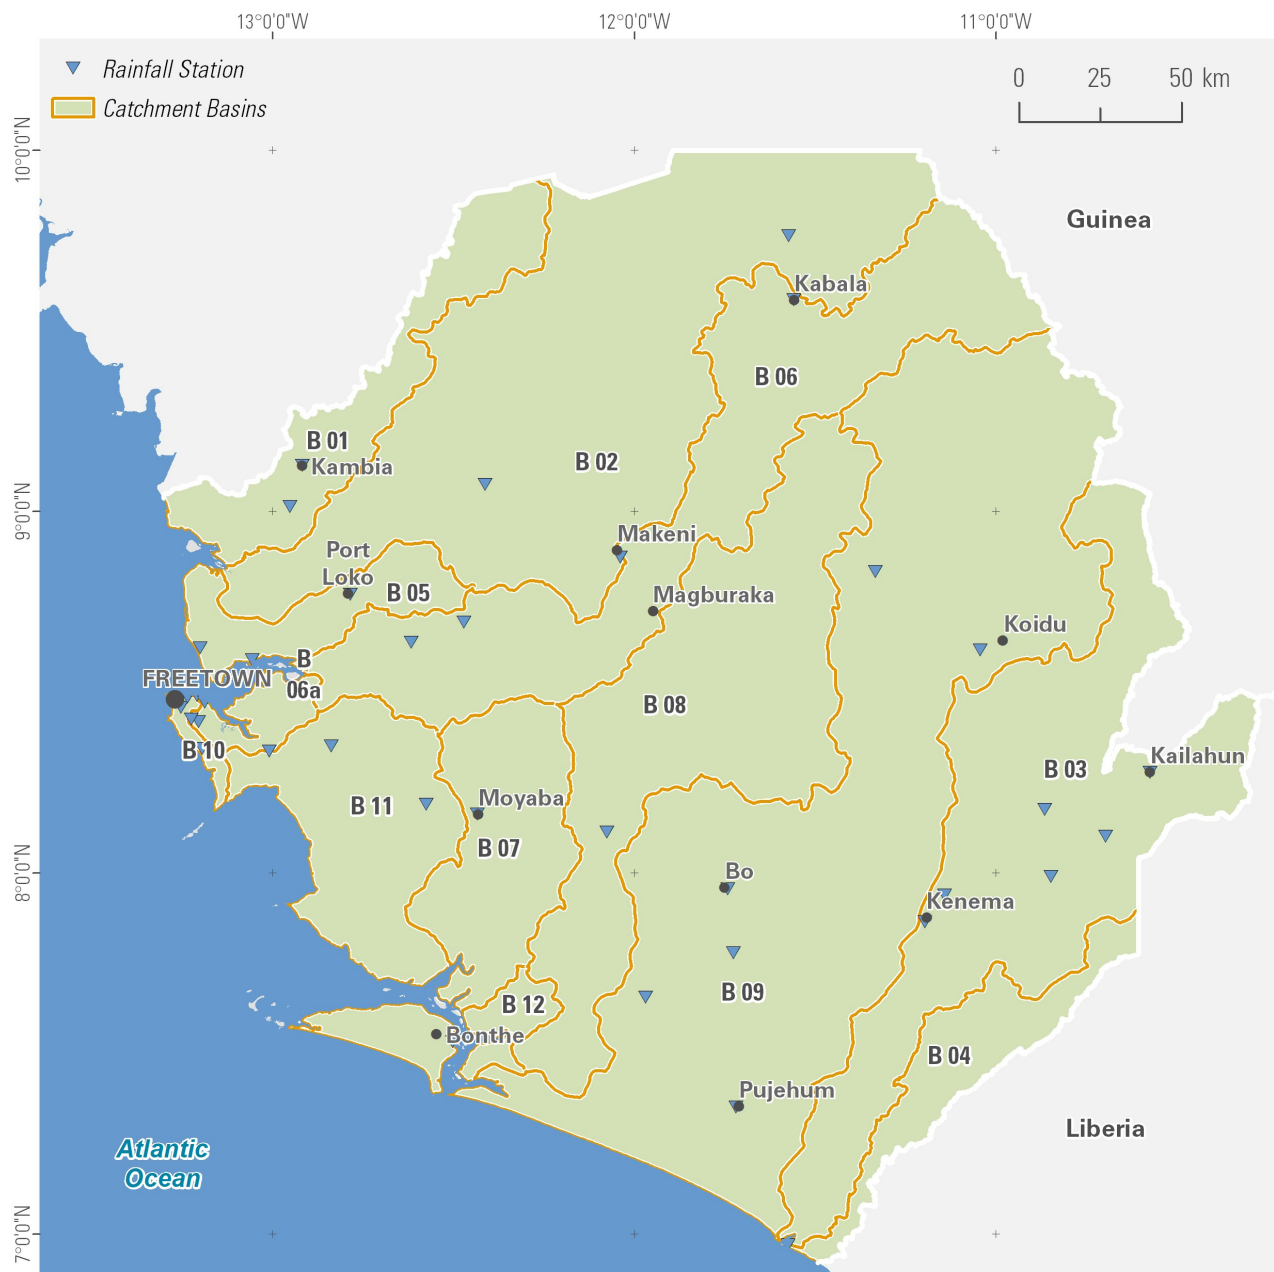 13°0'0"W
12°0'0"W
11°0'0"W
Rainfall Station
Catchment Basins
0
25
50 km
10°0'0"N
Guinea
Kabala
B 06
B 01
Kambia
B 02
9°0'0"N
Makeni
Port
Loko
B 05
Magburaka
Koidu
B
06a
FREETOWN
B 08
B 10
Kailahun
B 03
B 11
Moyaba
B 07
8°0'0"N
Bo
Kenema
B 09
B 12
Bonthe
B 04
Pujehum
Liberia
Atlantic
Ocean
7°0'0"N